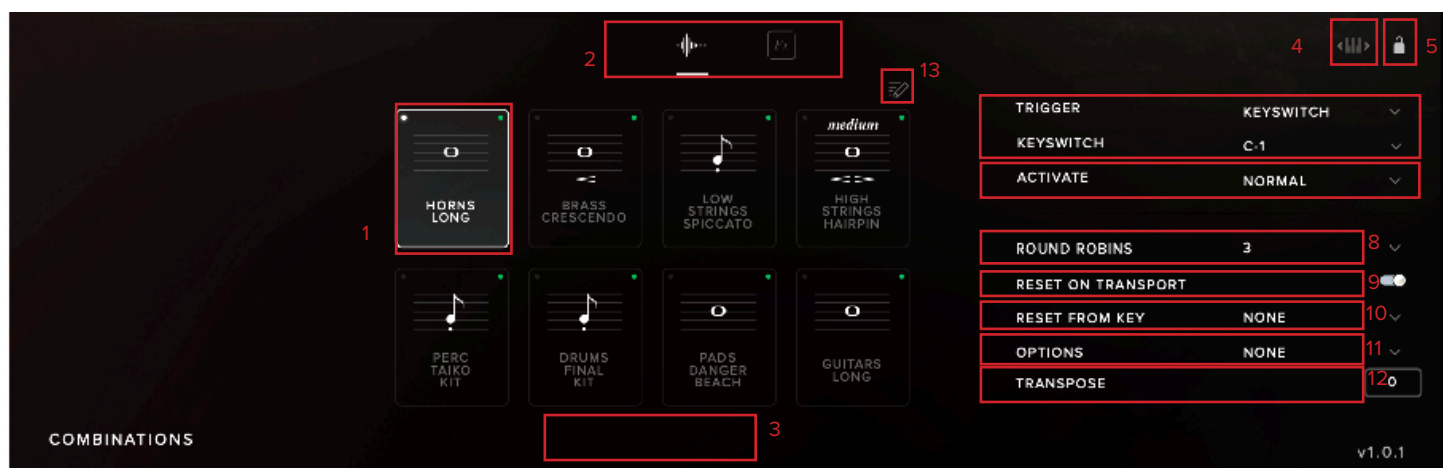 2
Fx
4
5
13
TRIGGER KEYSWITCH
KEYSWITCH C-1
ACTIVATE NORMAL
1
HORNS
LONG
BRASS
CRESCENDO
LOW
STRINGS
SPICCATO
medium
HIGH
STRINGS
HAIRPIN
ROUND ROBINS 3 8
RESET ON TRANSPORT 9
RESET FROM KEY NONE 10
OPTIONS NONE 11
TRANSPOSE 12 0
PERC
TAIKO
KIT
DRUMS
FINAL
KIT
PADS
DANGER
BEACH
GUITARS
LONG
3
COMBINATIONS
v1.0.1